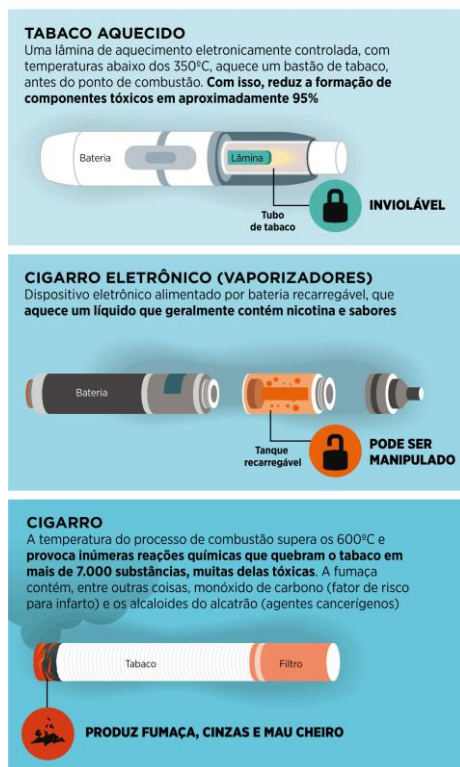 TABACO AQUECIDO
Uma lâmina de aquecimento eletronicamente controlada, com
temperaturas abaixo dos 350ºC, aquece um bastão de tabaco,
antes do ponto de combustão. Com isso, reduz a formação de
componentes tóxicos em aproximadamente 95%
Bateria
Lâmina
Tubo
de tabaco
INVIOLÁVEL
CIGARRO ELETRÔNICO (VAPORIZADORES)
Dispositivo eletrônico alimentado por bateria recarregável, que
aquece um líquido que geralmente contém nicotina e sabores
Bateria
Tanque
recarregável
PODE SER
MANIPULADO
CIGARRO
A temperatura do processo de combustão supera os 600ºC e
provoca inúmeras reações químicas que quebram o tabaco em
mais de 7.000 substâncias, muitas delas tóxicas. A fumaça
contém, entre outras coisas, monóxido de carbono (fator de risco
para infarto) e os alcaloides do alcatrão (agentes cancerígenos)
Tabaco
Filtro
PRODUZ FUMAÇA, CINZAS E MAU CHEIRO